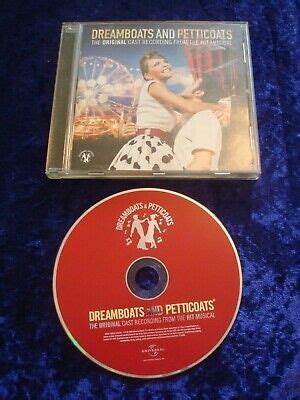 DREAMBOATS AND PETTICOATS
THE ORIGINAL CAST RECORDING FROM THE HIT MUSICAL
DREAMBOATS & PETTICOATS
DREAMBOATS AND PETTICOATS
THE ORIGINAL CAST RECORDING FROM THE HIT MUSICAL
UNIVERSAL